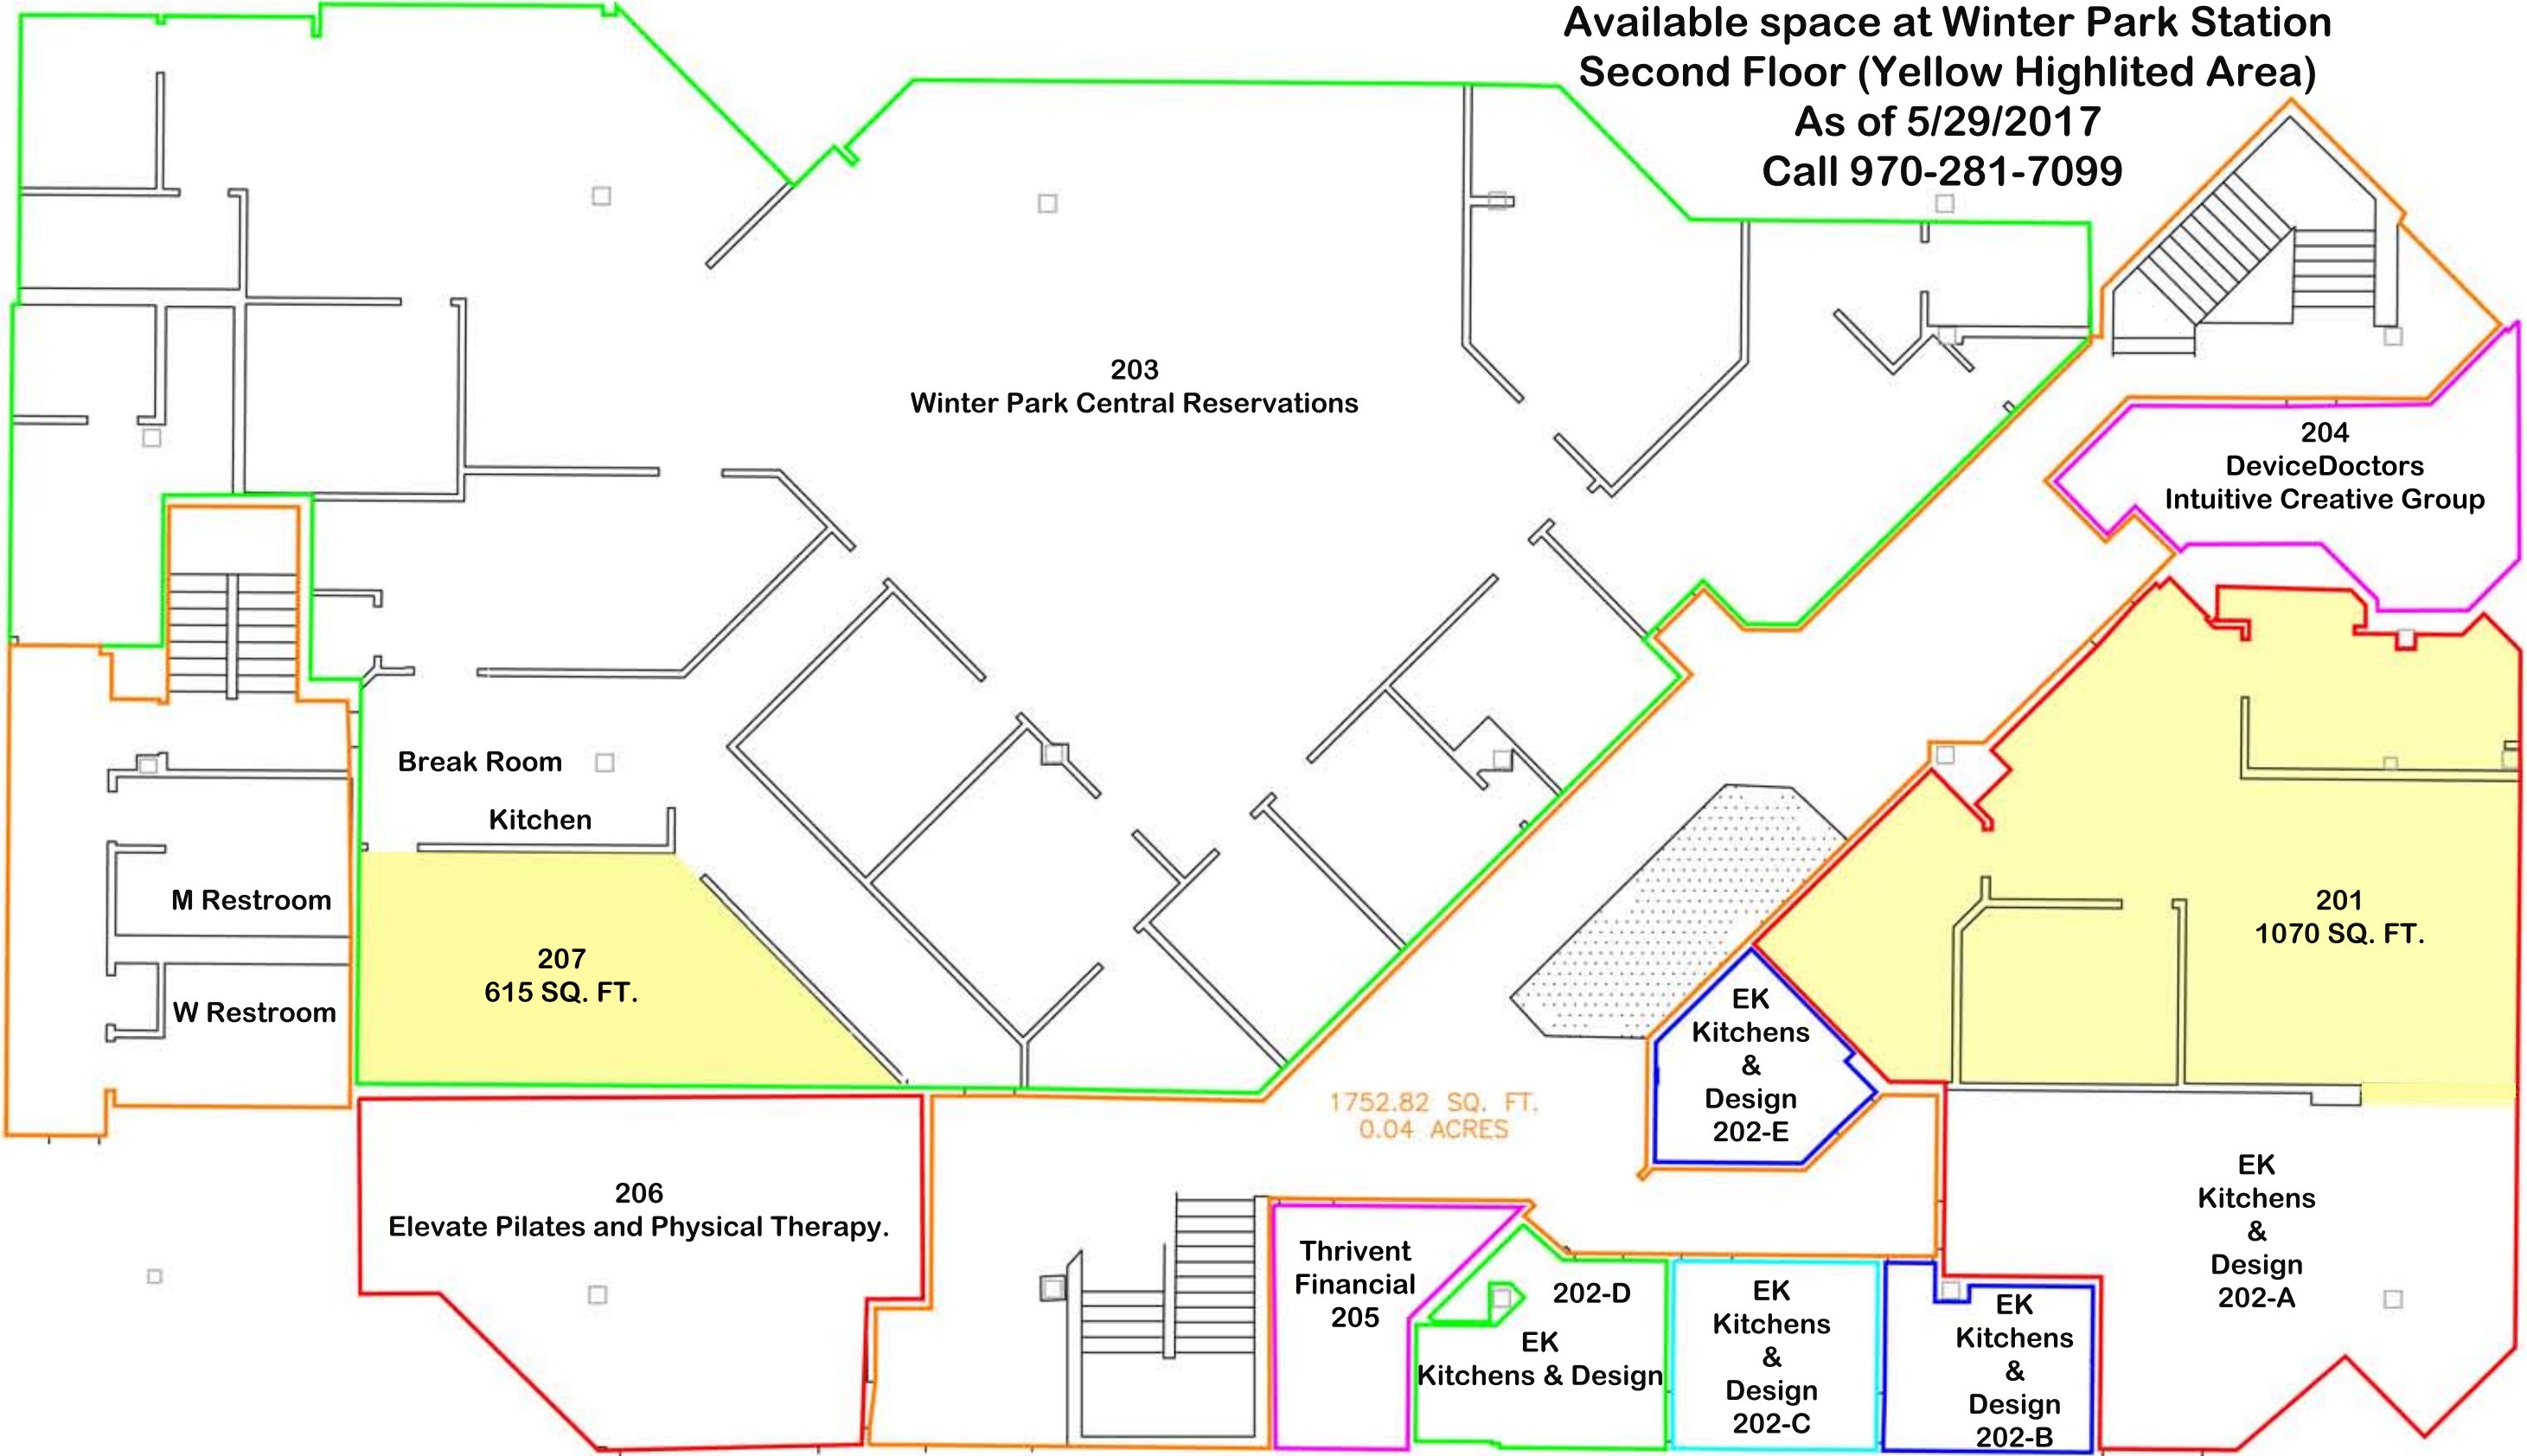 Available space at Winter Park Station
Second Floor (Yellow Highlited Area)
As of 5/29/2017
Call 970-281-7099
203
Winter Park Central Reservations
204
DeviceDoctors
Intuitive Creative Group
Break Room
Kitchen
M Restroom
W Restroom
207
615 SQ. FT.
201
1070 SQ. FT.
EK
Kitchens
&
Design
202-E
1752.82 SQ. FT.
0.04 ACRES
206
Elevate Pilates and Physical Therapy.
Thrivent
Financial
205
202-D
EK
Kitchens & Design
EK
Kitchens
&
Design
202-C
EK
Kitchens
&
Design
202-B
EK
Kitchens
&
Design
202-A